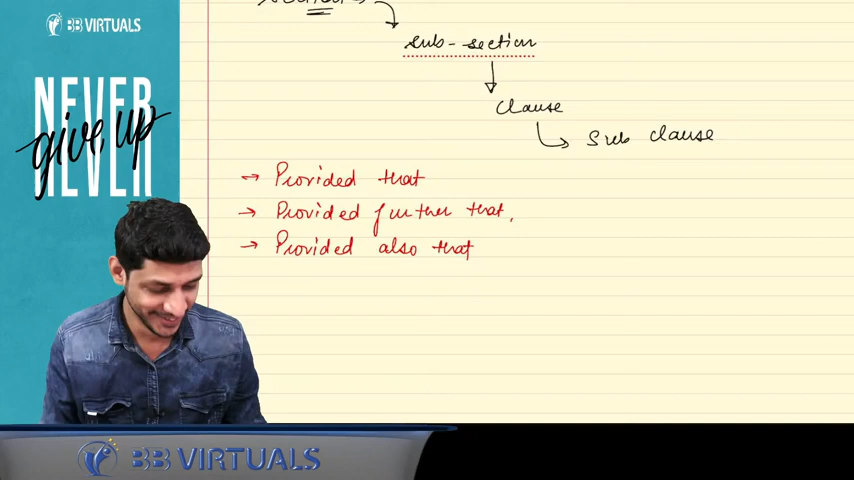 BB VIRTUALS
NEVER
give up
NEVER
sub-section
Clause
Sub clause
→ Provided that
→ Provided further that,
→ Provided also that
BB VIRTUALS